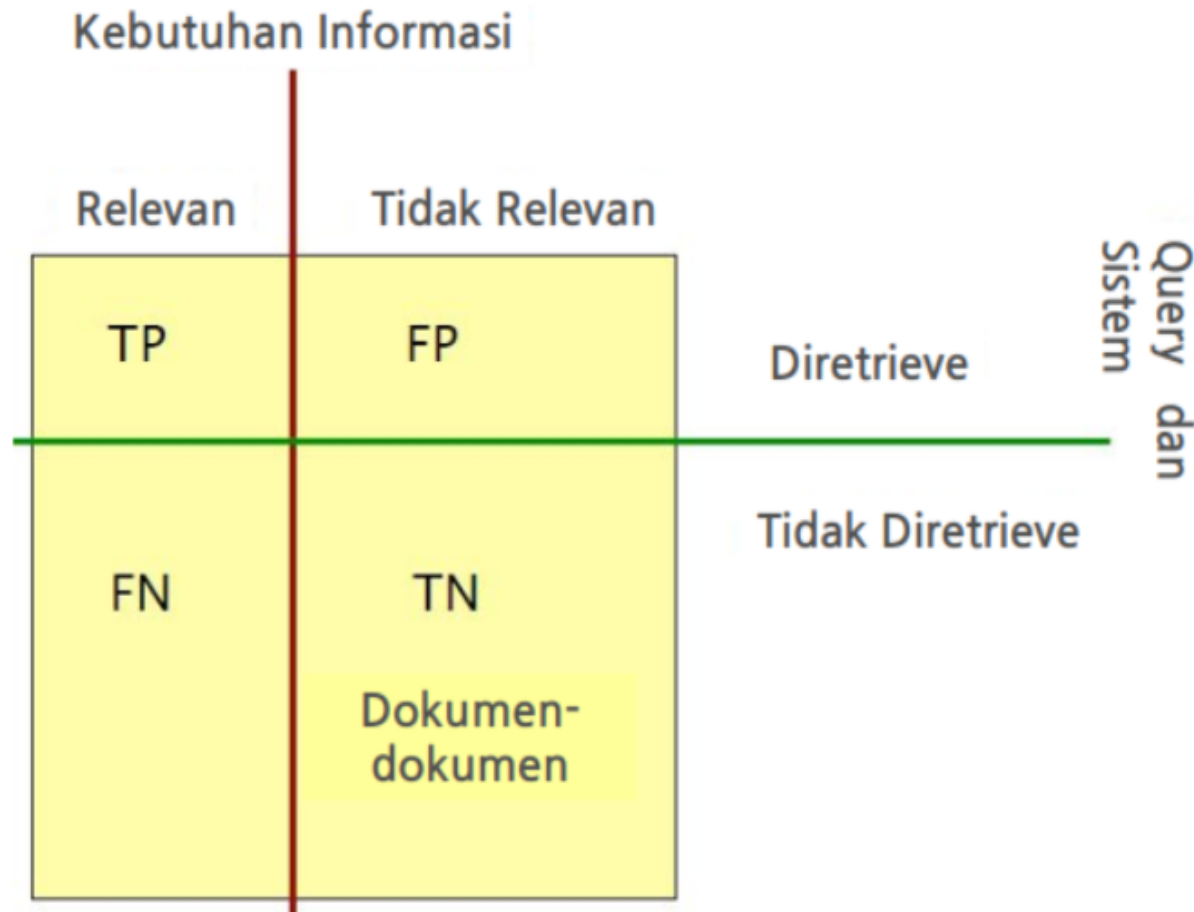 Kebutuhan Informasi
Relevan
Tidak Relevan
TP
FP
Diretrieve
Query dan
Sistem
FN
TN
Tidak Diretrieve
Dokumen-
dokumen